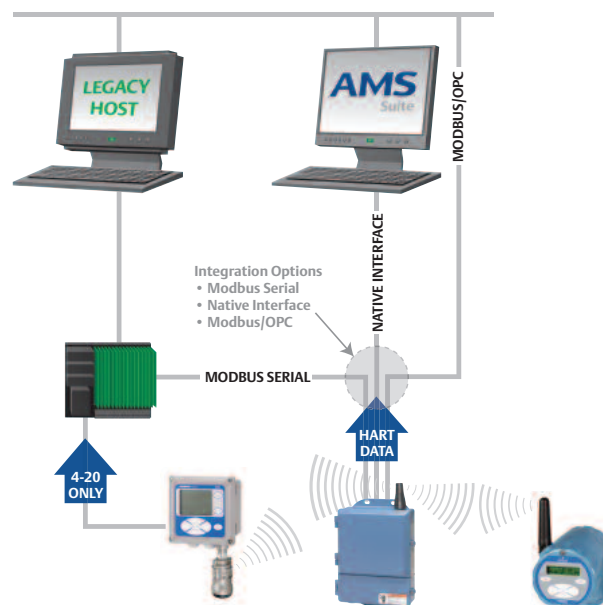 LEGACY
HOST
AMS
Suite
MODBUS/OPC
NATIVE INTERFACE
Integration Options
• Modbus Serial
• Native Interface
• Modbus/OPC
MODBUS SERIAL
HART
DATA
4-20
ONLY